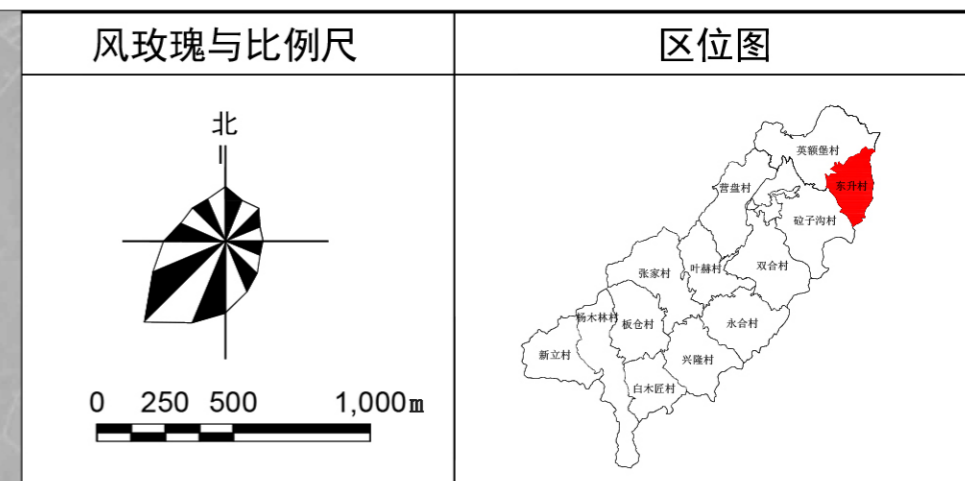 风玫瑰与比例尺
区位图
北
0 250 500 1,000m
英额堡村
东升村
营盘村
砬子沟村
双合村
叶赫村
张家村
永合村
杨木林村
板仓村
新立村
兴隆村
白木匠村